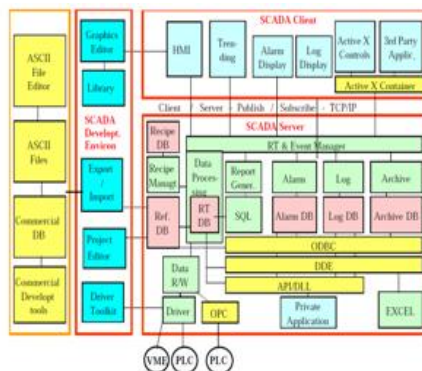 SCADA Client
ASCII
File
Editor
ASCII
Files
Commercial
DB
Commercial
Developt
tools
Graphics
Editor
Library
SCADA
Developt.
Environ
Export
/
Import
Project
Editor
Driver
Toolkit
HMI
Tren-
ding
Alarm
Display
Log
Display
Active X
Controls
3rd Party
Applic.
Active X Container
Client / Server - Publish / Subscribe - TCP/IP
SCADA Server
Recipe
DB
RT & Event Manager
Recipe
Managt
Data
Proces-
sing
Report
Gener.
Alarm
Log
Archive
Ref.
DB
RT
DB
SQL
Alarm DB
Log DB
Archive DB
ODBC
DDE
API/DLL
Data
R/W
Driver
OPC
Private
Application
EXCEL
VME
PLC
PLC